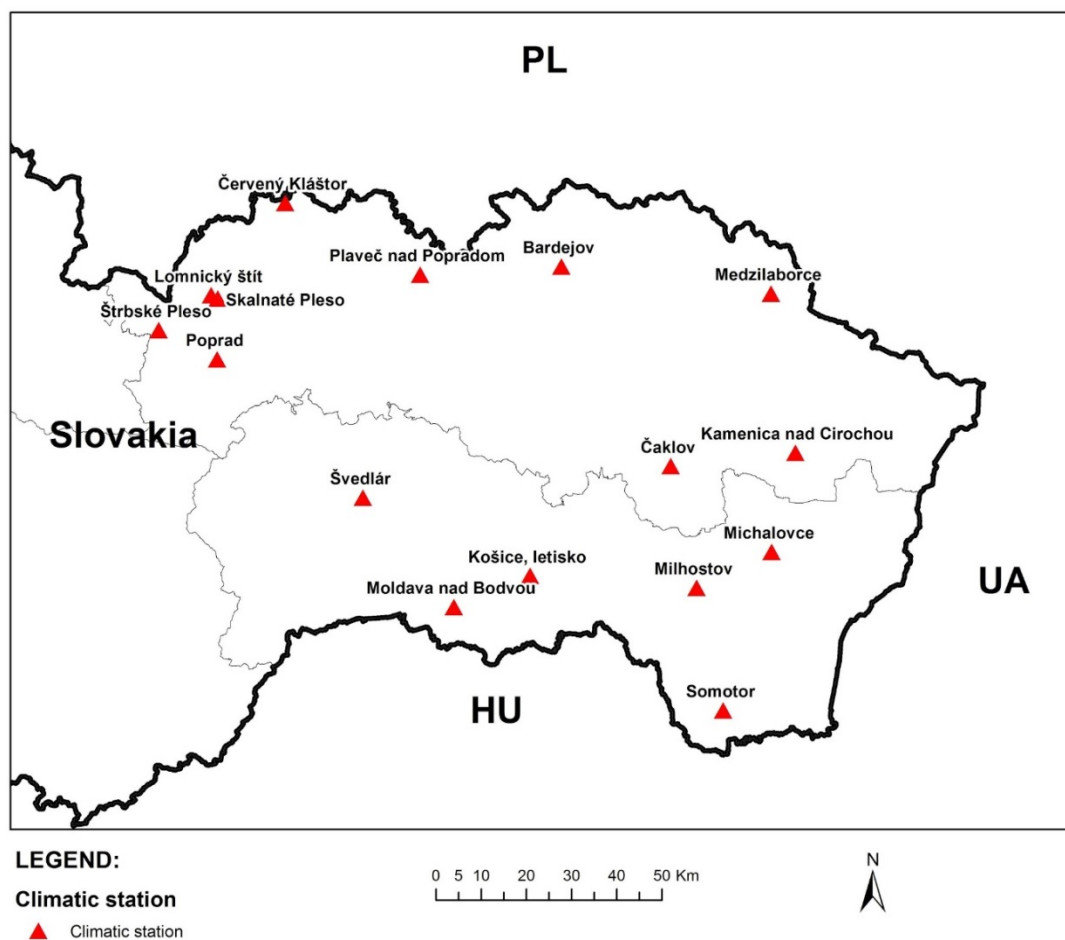 PL
Červený Kláštor
Plaveč nad Popradom
Bardejov
Medzilaborce
Lomnický štít
Skalnaté Pleso
Štrbské Pleso
Poprad
Slovakia
Kamenica nad Cirochou
Čaklov
Švedlár
Michalovce
Košice, letisko
Milhostov
UA
Moldava nad Bodvou
Somotor
HU
LEGEND:
Climatic station
Climatic station
0 5 10 20 30 40 50 Km
N